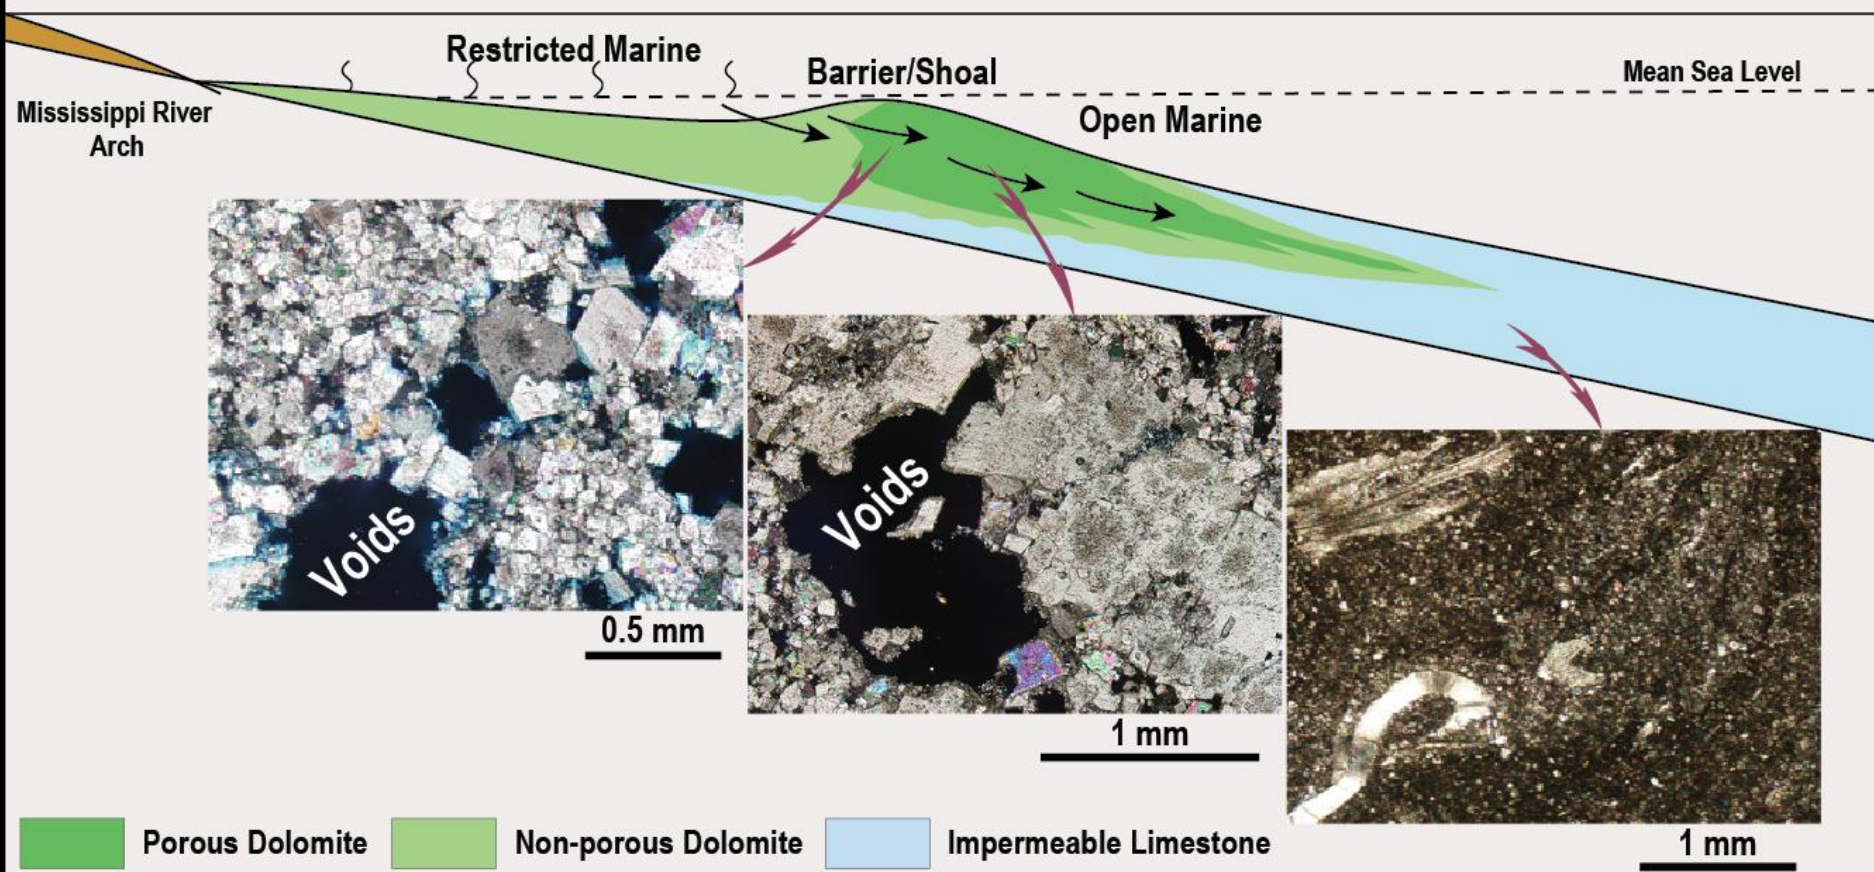 Restricted Marine
Barrier/Shoal
Mean Sea Level
Mississippi River
Arch
Open Marine
Voids
0.5 mm
Voids
1 mm
1 mm
Porous Dolomite
Non-porous Dolomite
Impermeable Limestone